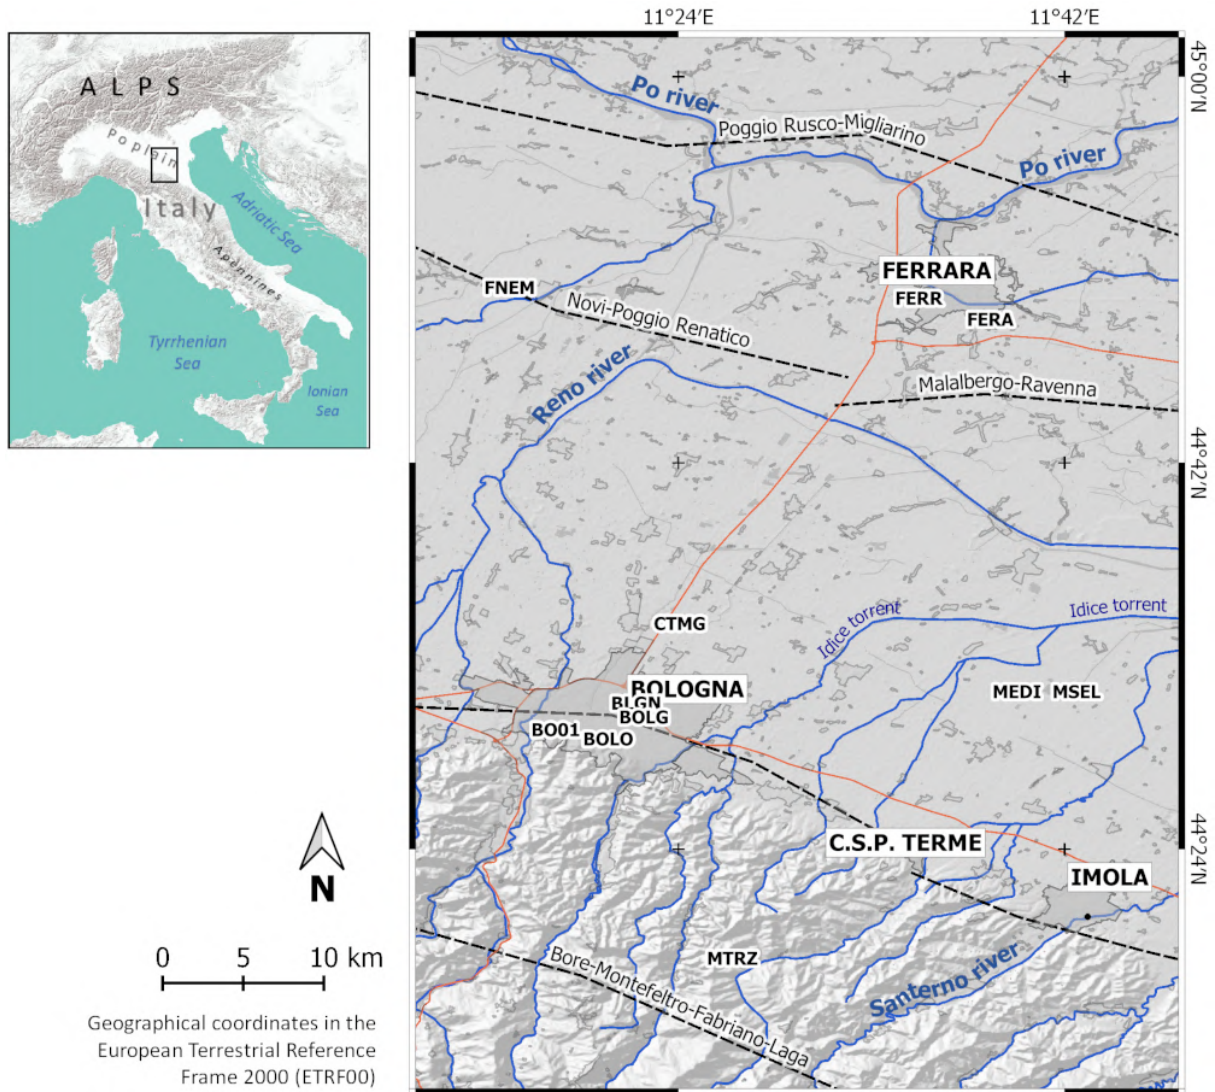 11°24′E
11°42′E
ALPS
Po plain
Italy
Adriatic Sea
Apennines
Tyrrhenian
Sea
Ionian
Sea
45°00′N
Po river
Poggio Rusco-Migliarino
Po river
FERRARA
FERR
FERA
FNEM
Novi-Poggio Renatico
Malalbergo-Ravenna
Reno river
44°42′N
CTMG
Idice torrent
Idice torrent
BOLOGNA
BLGN
BOLG
BO01
BOLO
MEDI
MSEL
C.S.P. TERME
44°24′N
IMOLA
MTRZ
Bore-Montefeltro-Fabriano-Laga
Santerno river
N
0 5 10 km
Geographical coordinates in the
European Terrestrial Reference
Frame 2000 (ETRF00)